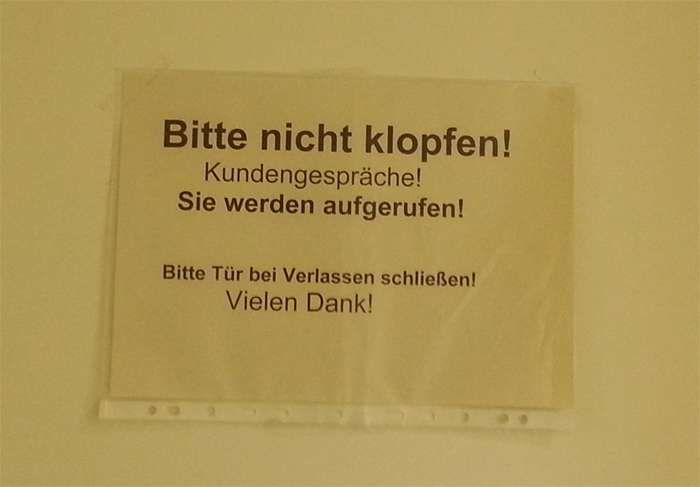 Bitte nicht klopfen!
Kundengespräche!
Sie werden aufgerufen!
Bitte Tür bei Verlassen schließen!
Vielen Dank!